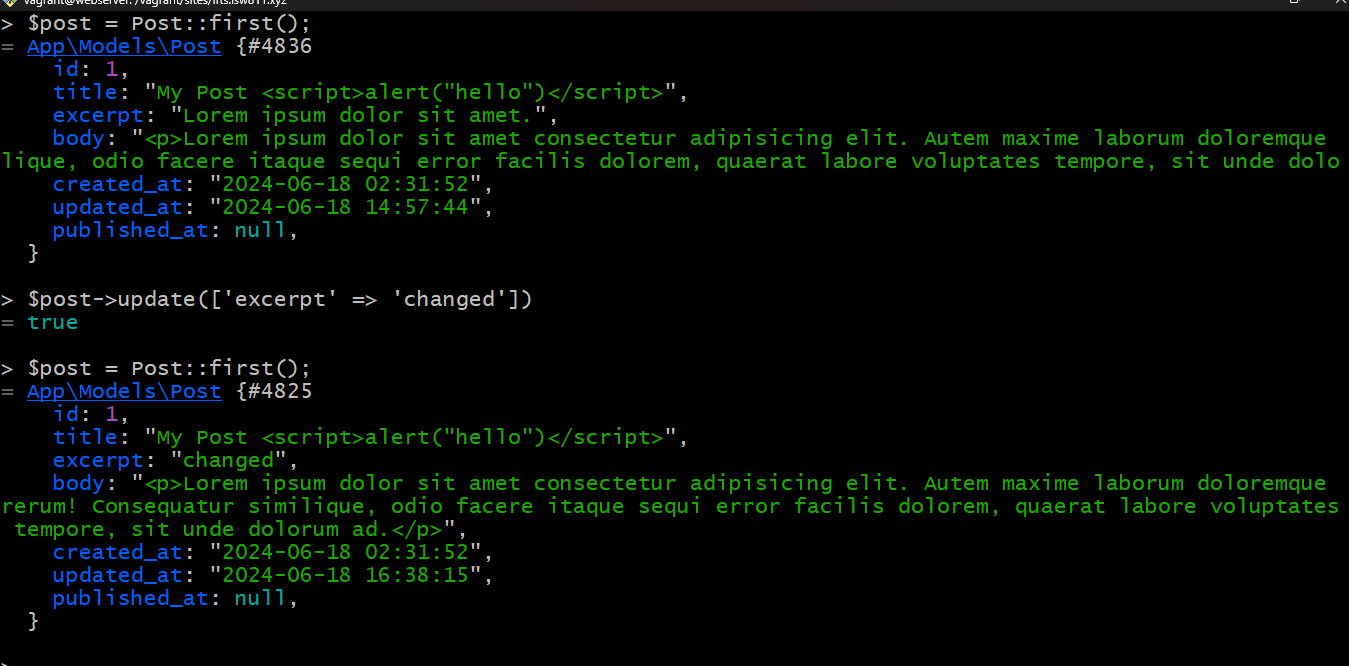 vagrant@webserver: /vagrant/sites/lfts.isw811.xyz
> $post = Post::first();
= App\Models\Post {#4836
id: 1,
title: "My Post <script>alert("hello")</script>",
excerpt: "Lorem ipsum dolor sit amet.",
body: "<p>Lorem ipsum dolor sit amet consectetur adipisicing elit. Autem maxime laborum doloremque
lique, odio facere itaque sequi error facilis dolorem, quaerat labore voluptates tempore, sit unde dolo
created_at: "2024-06-18 02:31:52",
updated_at: "2024-06-18 14:57:44",
published_at: null,
}
> $post->update(['excerpt' => 'changed'])
= true
> $post = Post::first();
= App\Models\Post {#4825
id: 1,
title: "My Post <script>alert("hello")</script>",
excerpt: "changed",
body: "<p>Lorem ipsum dolor sit amet consectetur adipisicing elit. Autem maxime laborum doloremque
rerum! Consequatur similique, odio facere itaque sequi error facilis dolorem, quaerat labore voluptates
tempore, sit unde dolorum ad.</p>",
created_at: "2024-06-18 02:31:52",
updated_at: "2024-06-18 16:38:15",
published_at: null,
}